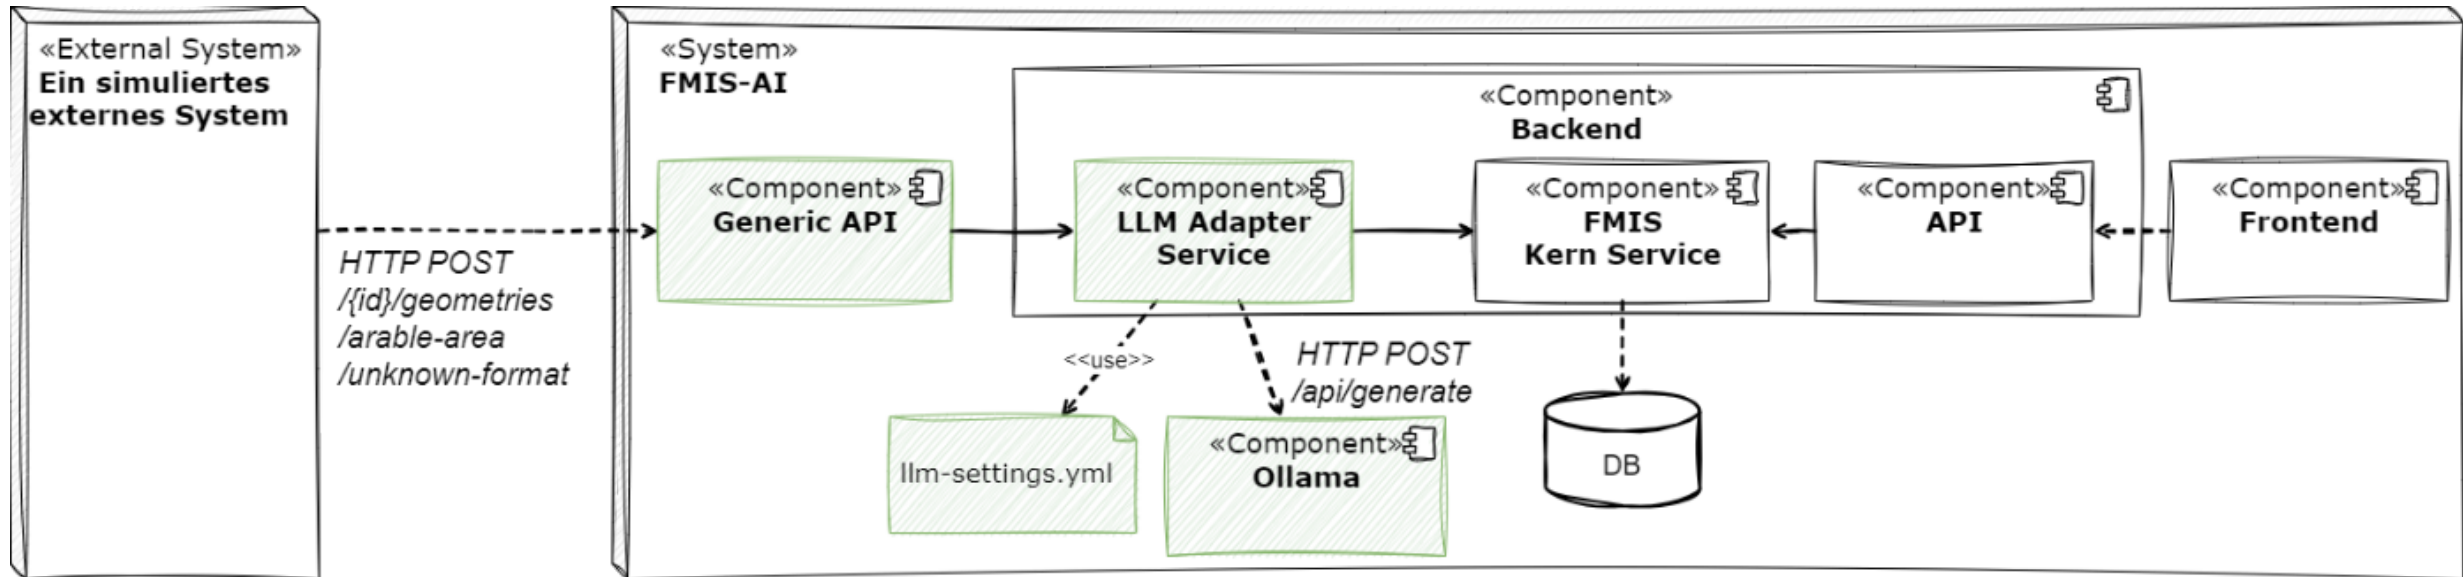 «External System»
Ein simuliertes
externes System
HTTP POST
/{id}/geometries
/arable-area
/unknown-format
«System»
FMIS-AI
«Component»
Backend
«Component»
Generic API
«Component»
LLM Adapter
Service
«Component»
FMIS
Kern Service
«Component»
API
«Component»
Frontend
<<use>>
HTTP POST
/api/generate
llm-settings.yml
«Component»
Ollama
DB